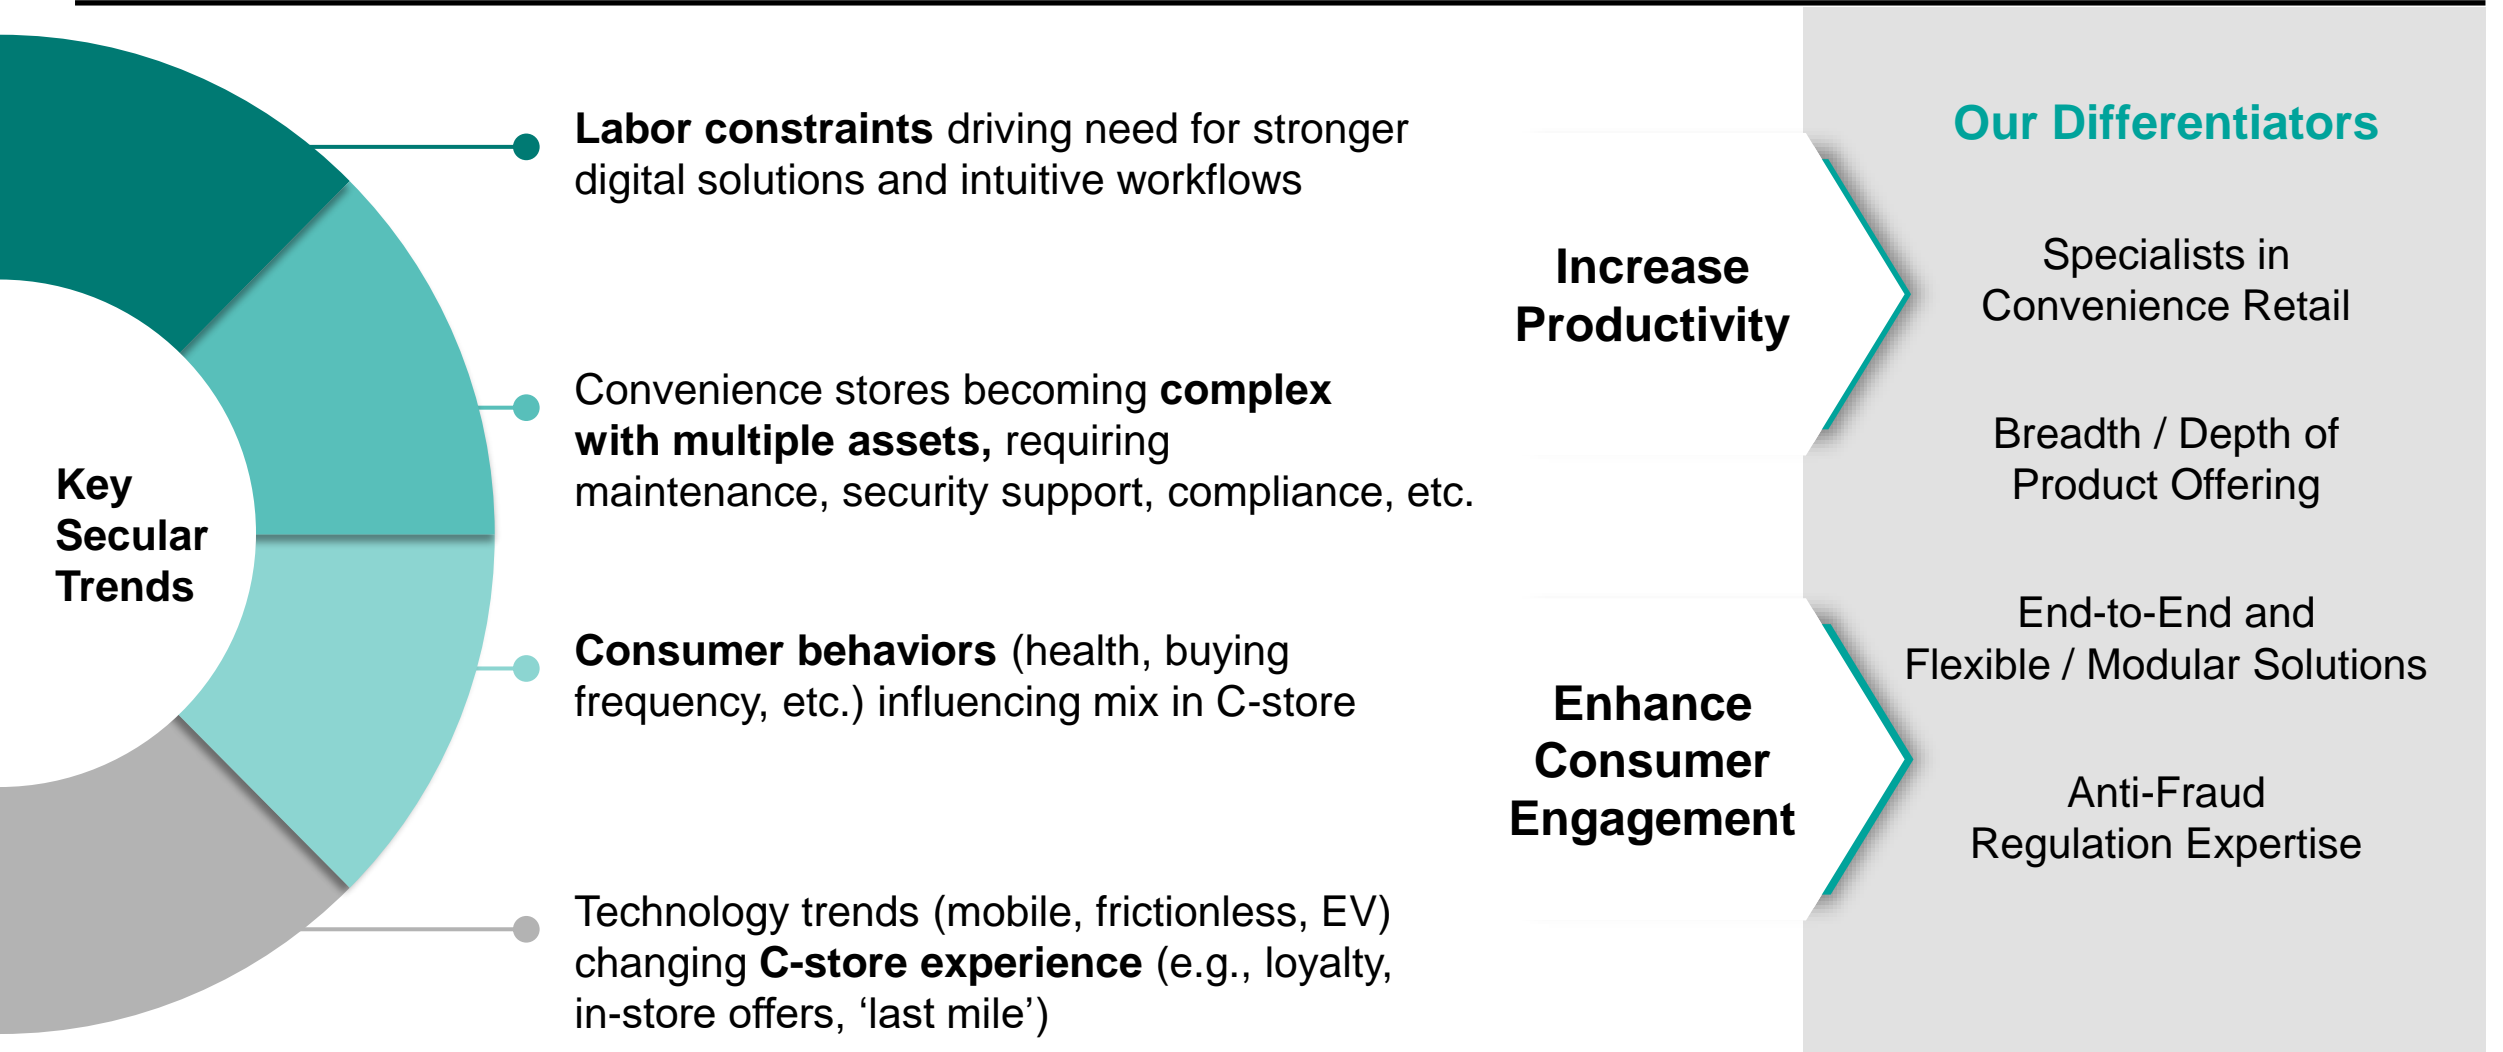 Key
Secular
Trends
Labor constraints driving need for stronger
digital solutions and intuitive workflows
Convenience stores becoming complex
with multiple assets, requiring
maintenance, security support, compliance, etc.
Consumer behaviors (health, buying
frequency, etc.) influencing mix in C-store
Technology trends (mobile, frictionless, EV)
changing C-store experience (e.g., loyalty,
in-store offers, ‘last mile’)
Increase
Productivity
Enhance
Consumer
Engagement
Our Differentiators
Specialists in
Convenience Retail
Breadth / Depth of
Product Offering
End-to-End and
Flexible / Modular Solutions
Anti-Fraud
Regulation Expertise